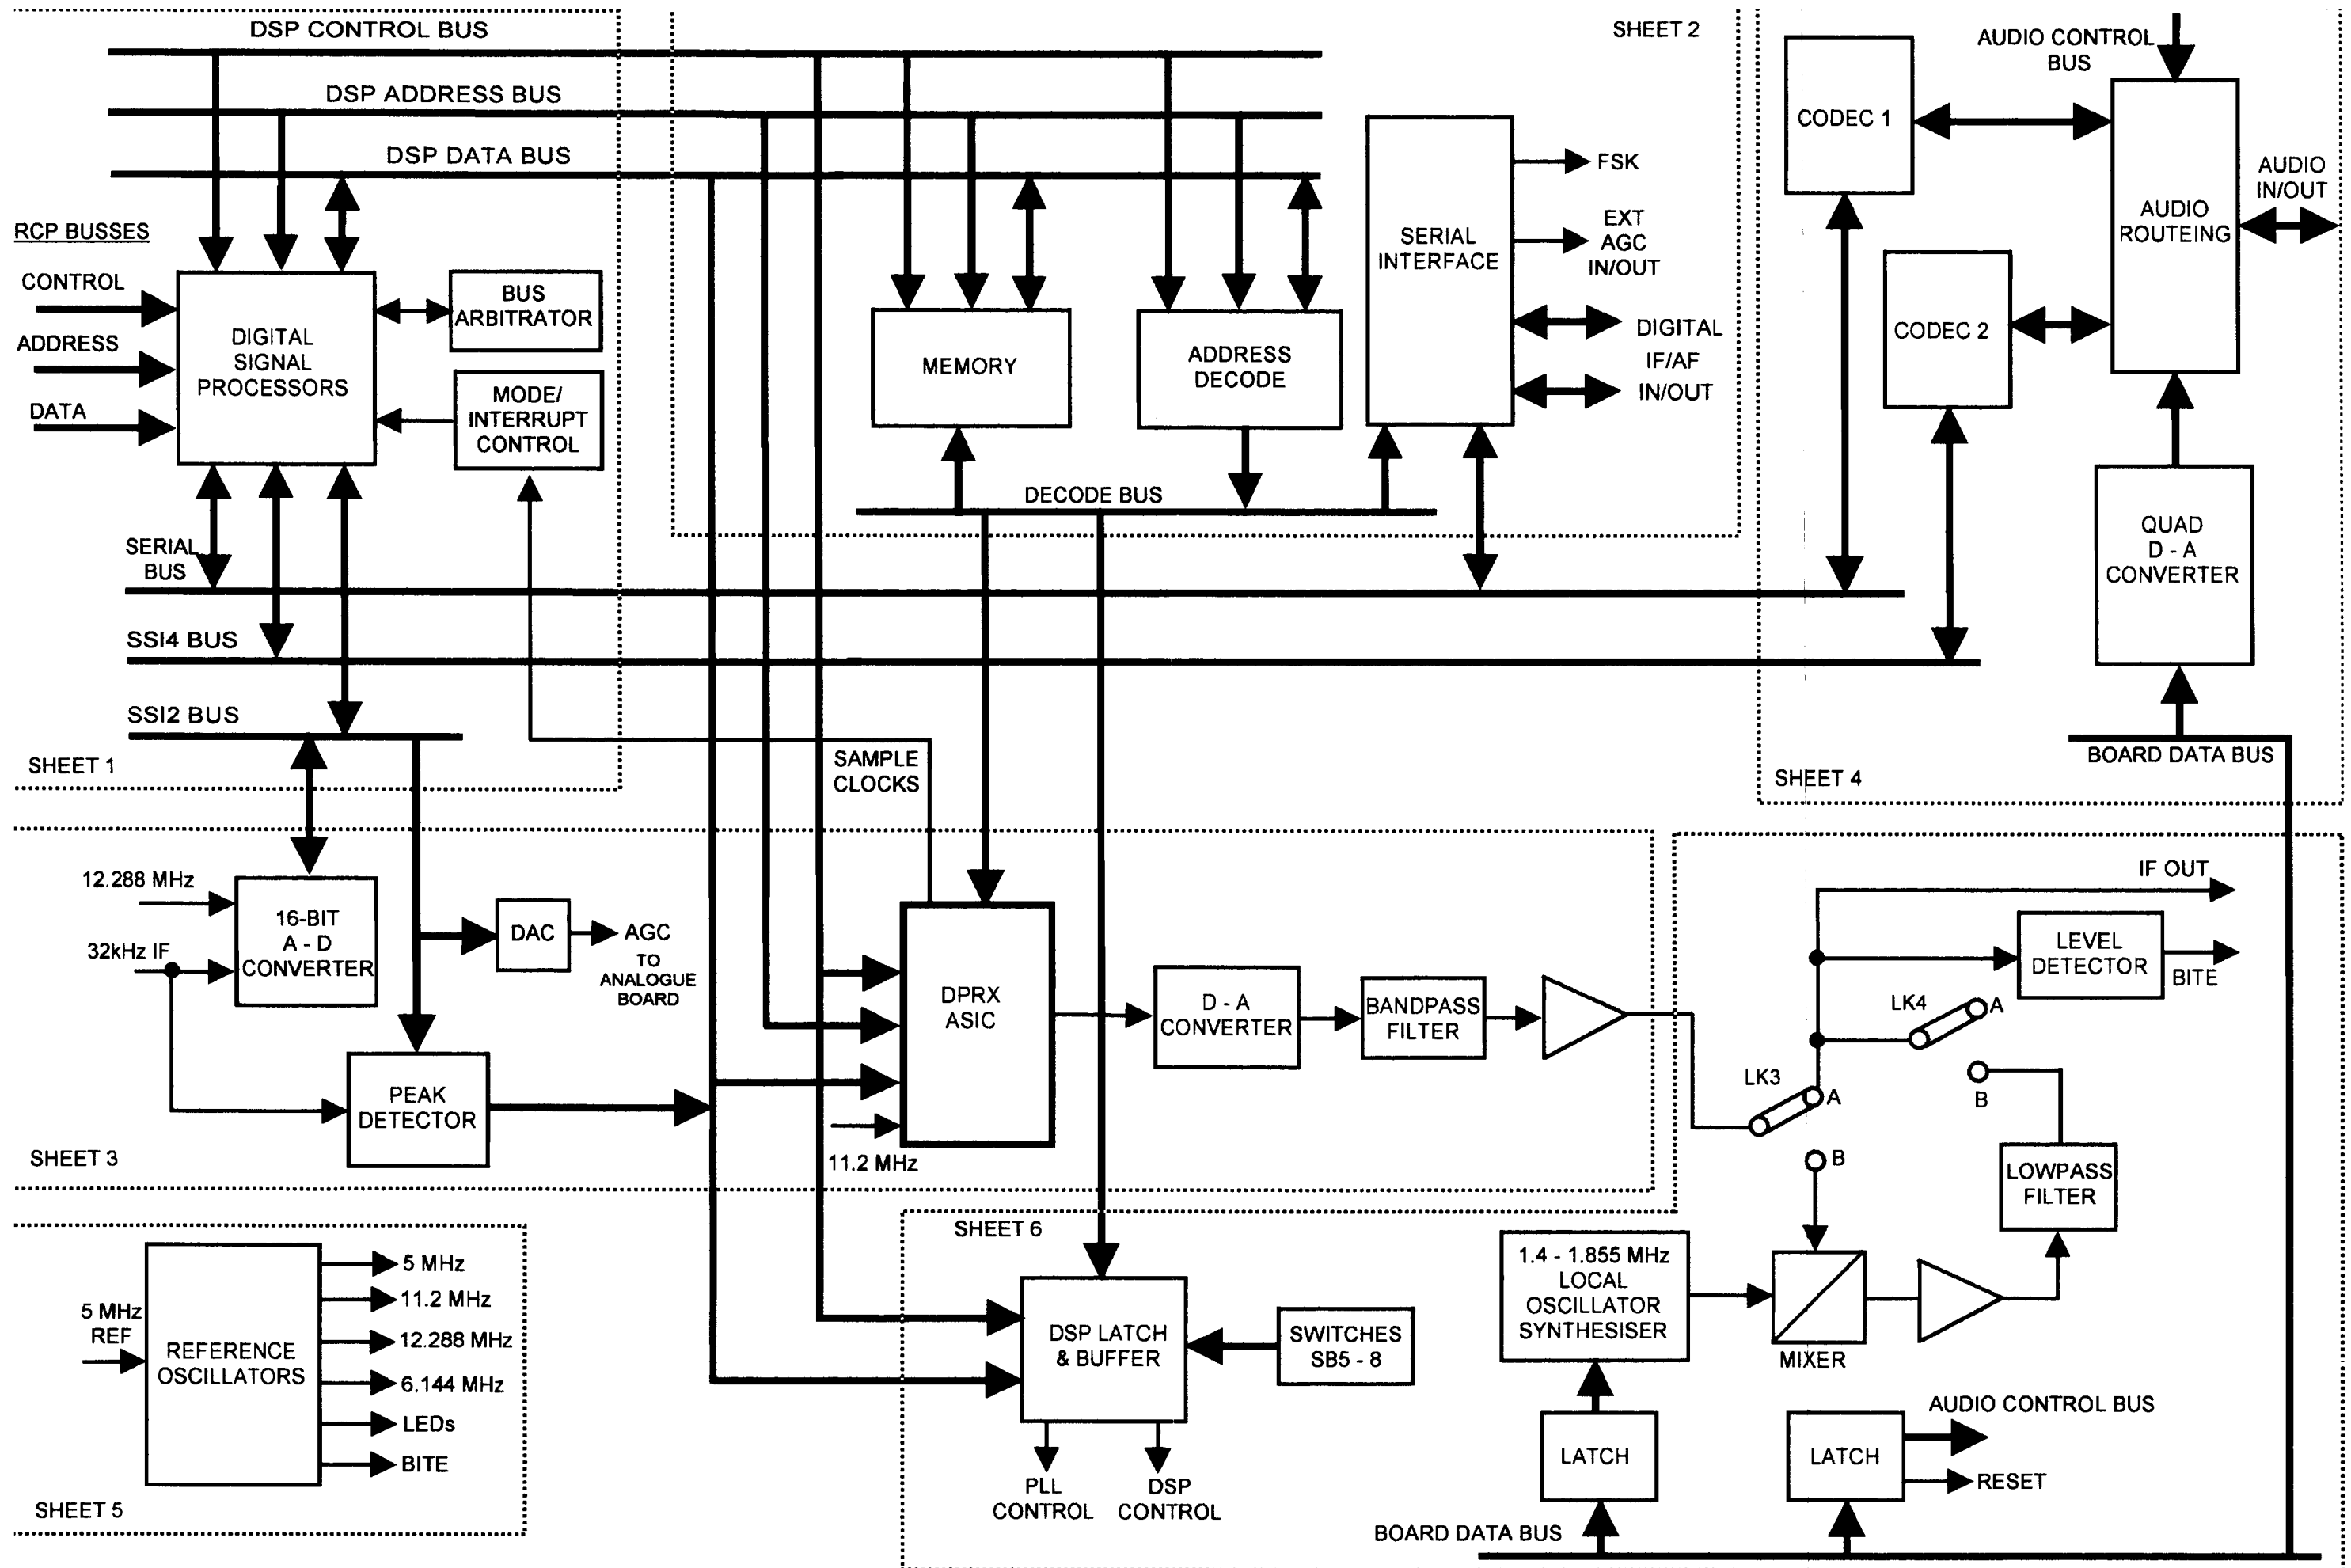 DSP CONTROL BUS
DSP ADDRESS BUS
DSP DATA BUS
RCP BUSSES
CONTROL
ADDRESS
DATA
DIGITAL
SIGNAL
PROCESSORS
BUS
ARBITRATOR
MODE/
INTERRUPT
CONTROL
SERIAL
BUS
SSI4 BUS
SSI2 BUS
SHEET 1
SHEET 2
MEMORY
ADDRESS
DECODE
SERIAL
INTERFACE
FSK
EXT
AGC
IN/OUT
DIGITAL
IF/AF
IN/OUT
DECODE BUS
AUDIO CONTROL
BUS
CODEC 1
CODEC 2
AUDIO
ROUTEING
AUDIO
IN/OUT
QUAD
D - A
CONVERTER
BOARD DATA BUS
SHEET 4
SAMPLE
CLOCKS
12.288 MHz
32kHz IF
16-BIT
A - D
CONVERTER
DAC
AGC
TO
ANALOGUE
BOARD
PEAK
DETECTOR
SHEET 3
DPRX
ASIC
11.2 MHz
D - A
CONVERTER
BANDPASS
FILTER
IF OUT
LEVEL
DETECTOR
BITE
LK4
A
B
LK3
A
B
LOWPASS
FILTER
5 MHz
REF
REFERENCE
OSCILLATORS
5 MHz
11.2 MHz
12.288 MHz
6.144 MHz
LEDs
BITE
SHEET 5
SHEET 6
DSP LATCH
& BUFFER
SWITCHES
SB5 - 8
PLL
CONTROL
DSP
CONTROL
1.4 - 1.855 MHz
LOCAL
OSCILLATOR
SYNTHESISER
MIXER
LATCH
LATCH
AUDIO CONTROL BUS
RESET
BOARD DATA BUS